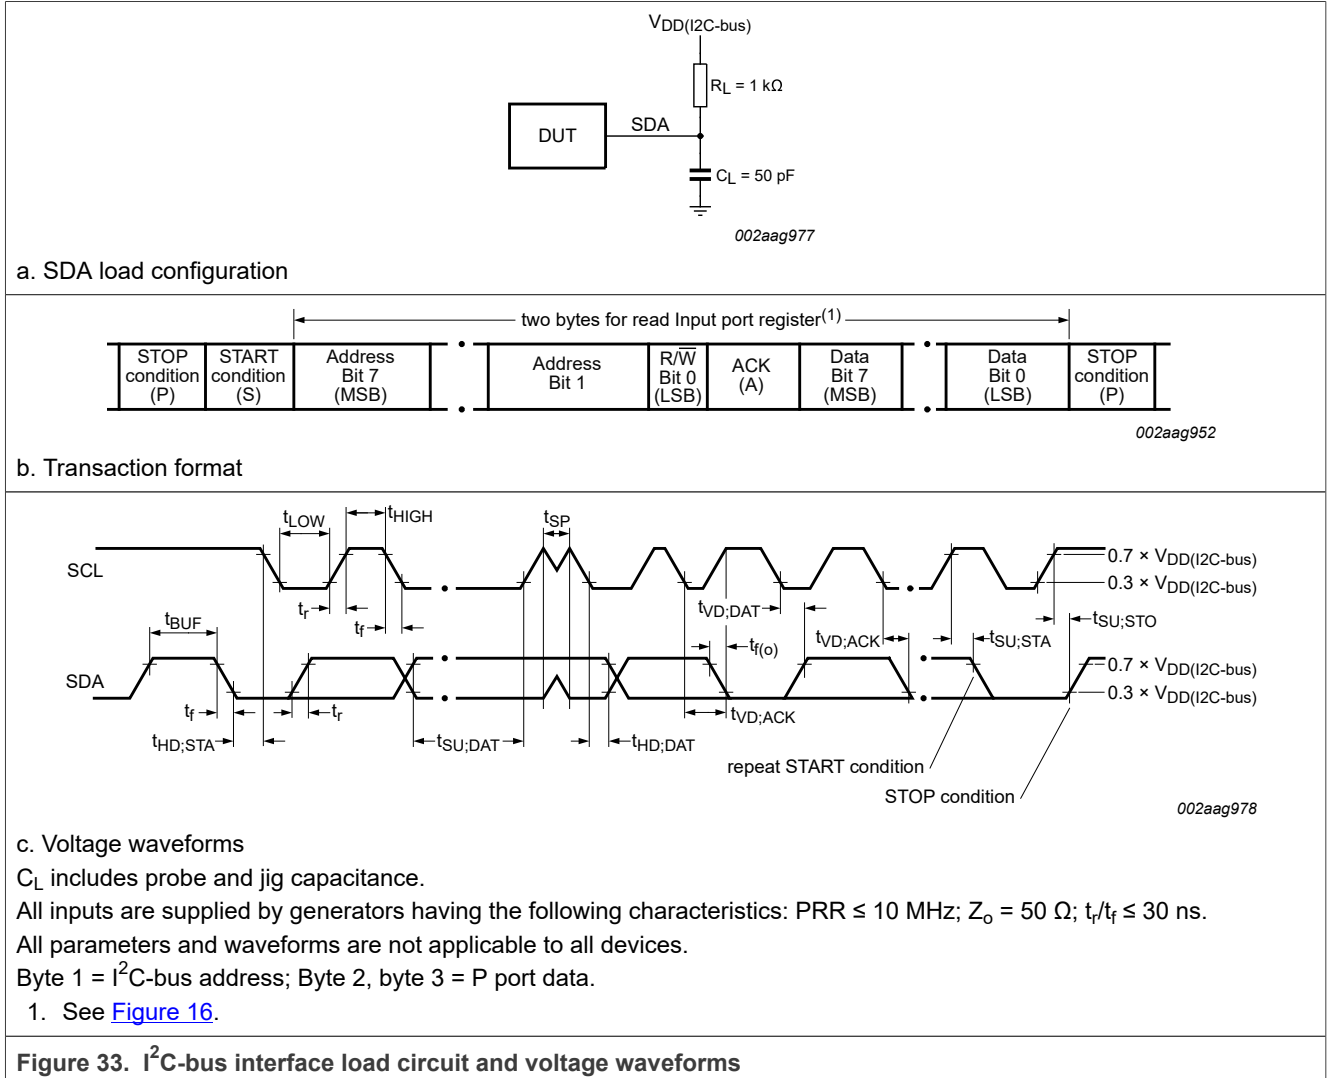 VDD(I2C-bus)
RL = 1 kΩ
DUT
SDA
CL = 50 pF
002aag977
a. SDA load configuration
two bytes for read Input port register(1)
STOP condition (P)
START condition (S)
Address Bit 7 (MSB)
Address Bit 1
R/W̅ Bit 0 (LSB)
ACK (A)
Data Bit 7 (MSB)
Data Bit 0 (LSB)
STOP condition (P)
002aag952
b. Transaction format
tLOW
tHIGH
tSP
SCL
0.7 × VDD(I2C-bus)
0.3 × VDD(I2C-bus)
tr
tf
tBUF
tVD;DAT
tf(o)
tVD;ACK
tSU;STA
tSU;STO
SDA
0.7 × VDD(I2C-bus)
0.3 × VDD(I2C-bus)
tf
tr
tVD;ACK
tHD;STA
tSU;DAT
tHD;DAT
repeat START condition
STOP condition
002aag978
c. Voltage waveforms
CL includes probe and jig capacitance.
All inputs are supplied by generators having the following characteristics: PRR ≤ 10 MHz; Zo = 50 Ω; tr/tf ≤ 30 ns.
All parameters and waveforms are not applicable to all devices.
Byte 1 = I²C-bus address; Byte 2, byte 3 = P port data.
1. See Figure 16.
Figure 33. I²C-bus interface load circuit and voltage waveforms